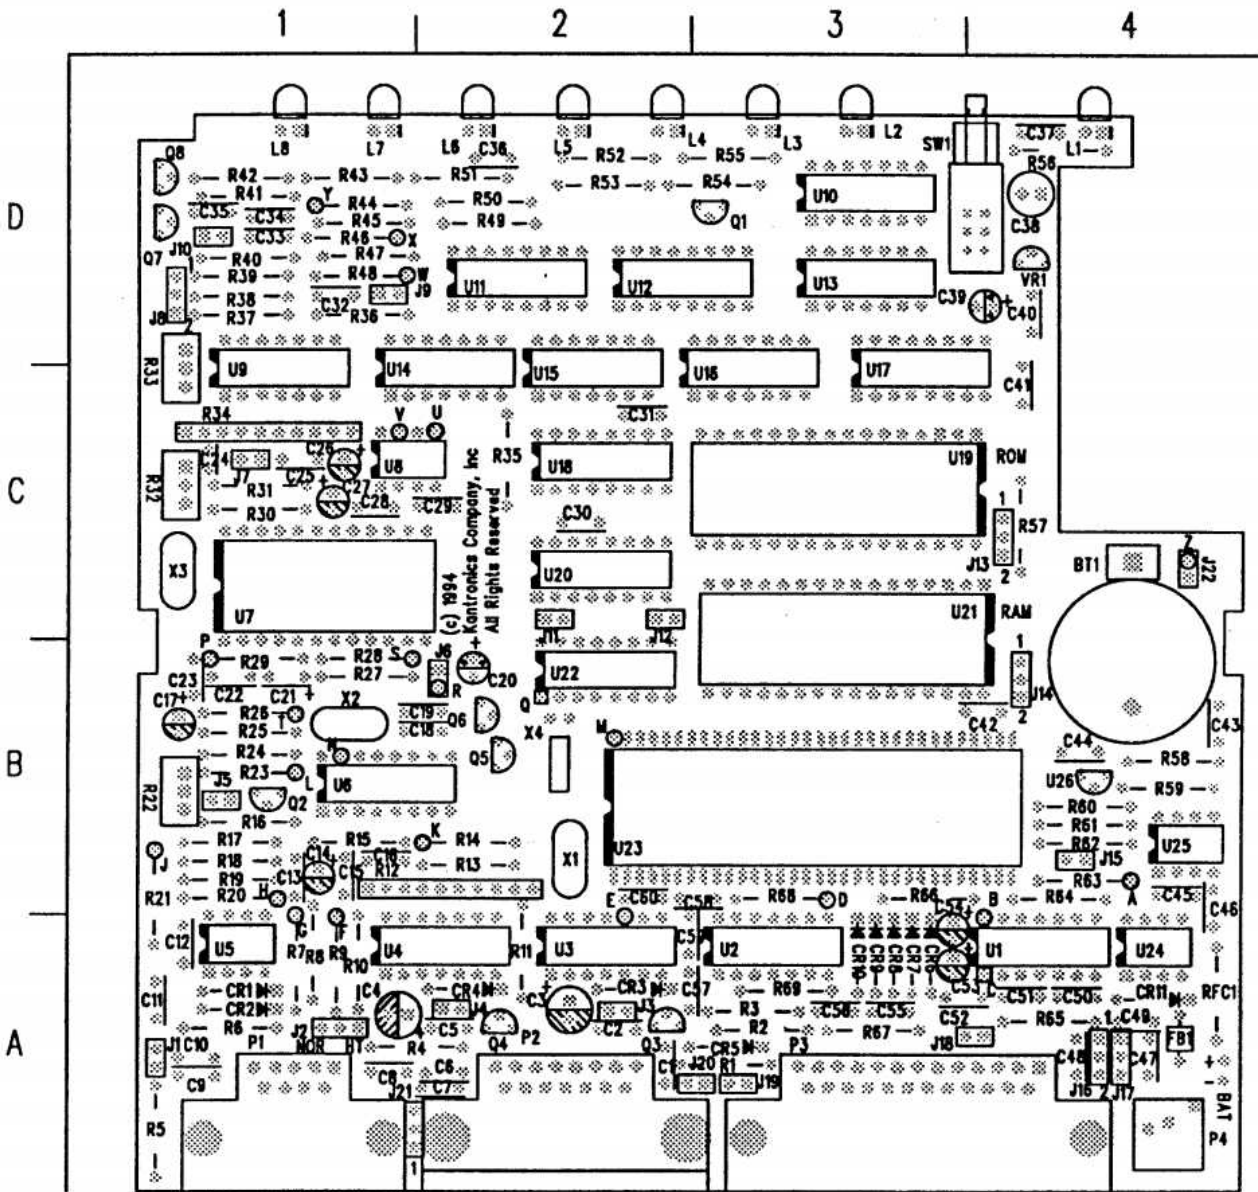 1 2 3 4
L8 L7 L6 C36 L5 L4 L3 L2 SW1 C37 L1
Q8 R42 R43 R51 R52 R55 R56
R41 R53 R54
D C35 C34 Y R44 R50 U10
J10 C33 R45 R49 Q1 C38
Q7 R46 X
R40 R47
R39 R48 W U11 U12 U13 VR1
R38 C32 J9 C39 + C40
J8 R37 R36
2
R33 U9 U14 U15 U16 U17 C41
R34 V U C31
C24 J7 C26 + U8 R35 U18 U19 ROM
C25
C R32 R31 + C27
R30 C28 C29 C30 1 R57
X3 J13 2 BT1 Z J22
U7 U20
(c) 1994
Kantronics Company, Inc
All Rights Reserved
J11 J12 U21 RAM
P R29 R28 S J6 + 1
R27 U22 J14
C23 C22 C21 + R C20 Q 2
C17 + R26 T X2 C19 Q6 C42 C43
R25 C18 X4 M
B R24 N Q5 C44 R58
R23 L U6 U26 R59
R22 J5 Q2 R60
R16 R61
R17 R15 K R14 U23 R62 U25
J R18 C14 + C16 R13 X1 J15
R19 C13 C15 R12 R63
R21 R20 H C60 R68 D R66 B R64 A C45
E C58 C54 + C46
C12 U5 G R7 R8 F R9 R10 U4 R11 U3 U2 CR10 CR9 CR8 CR7 + U1 U24
C53
C11 CR1 C4 CR4 C3 + CR3 C57 R69 C51 C50 CR11 RFC1
CR2 J4 J3 R3 C56 C55 C52
A R6 J2 C5 Q4 P2 C2 Q3 R2 R67 J18 R65 C49 FB1
J1 C10 P1 NOR HT R4 CR5 P3 1
C9 C8 C6 C1 J20 R1 J19 C48 C47 +
J21 C7 J16 2 J17 -
R5 BAT
1 P4